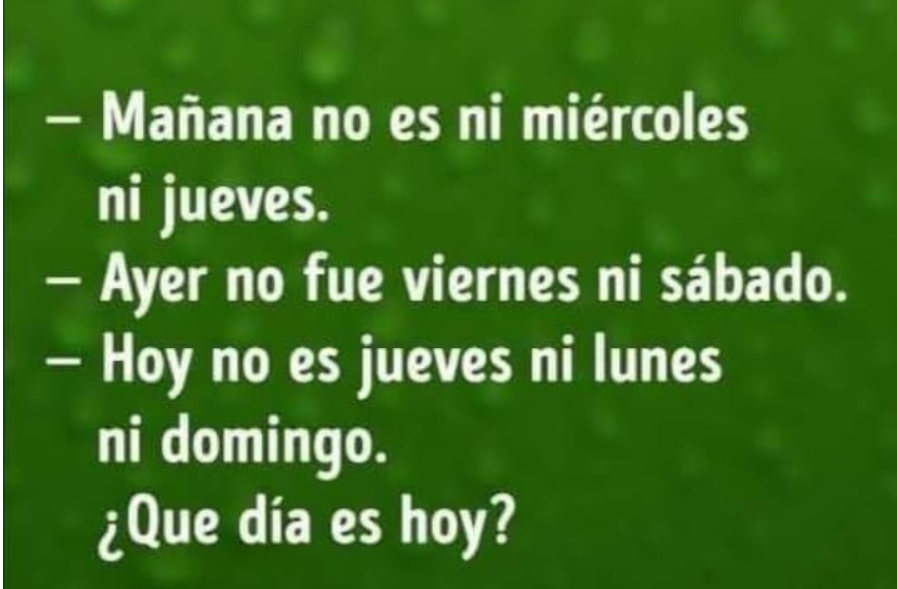 – Mañana no es ni miércoles
ni jueves.
– Ayer no fue viernes ni sábado.
– Hoy no es jueves ni lunes
ni domingo.
¿Que día es hoy?